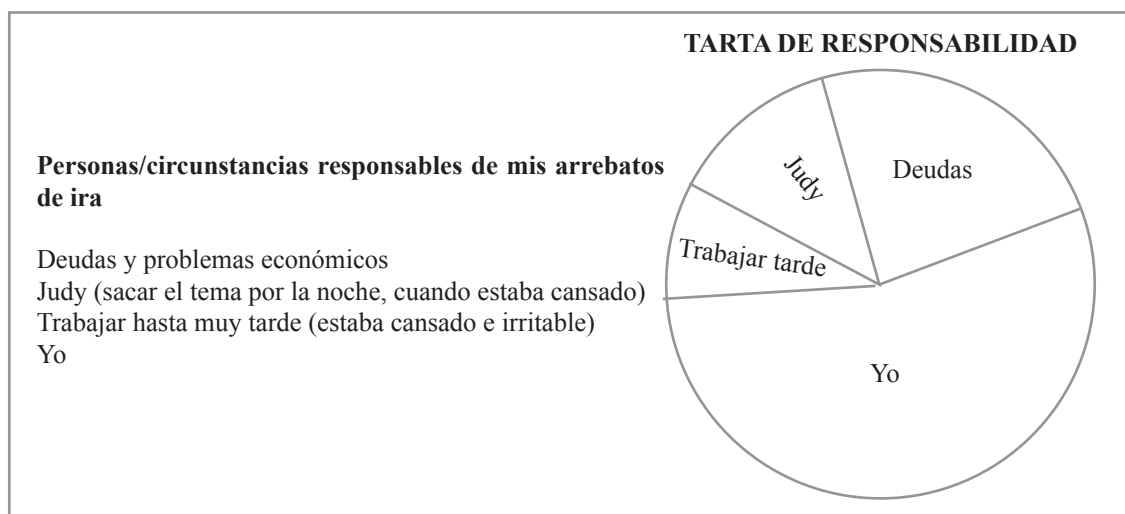 TARTA DE RESPONSABILIDAD
Personas/circunstancias responsables de mis arrebatos
de ira
Deudas y problemas económicos
Judy (sacar el tema por la noche, cuando estaba cansado)
Trabajar hasta muy tarde (estaba cansado e irritable)
Yo
Judy
Deudas
Trabajar tarde
Yo